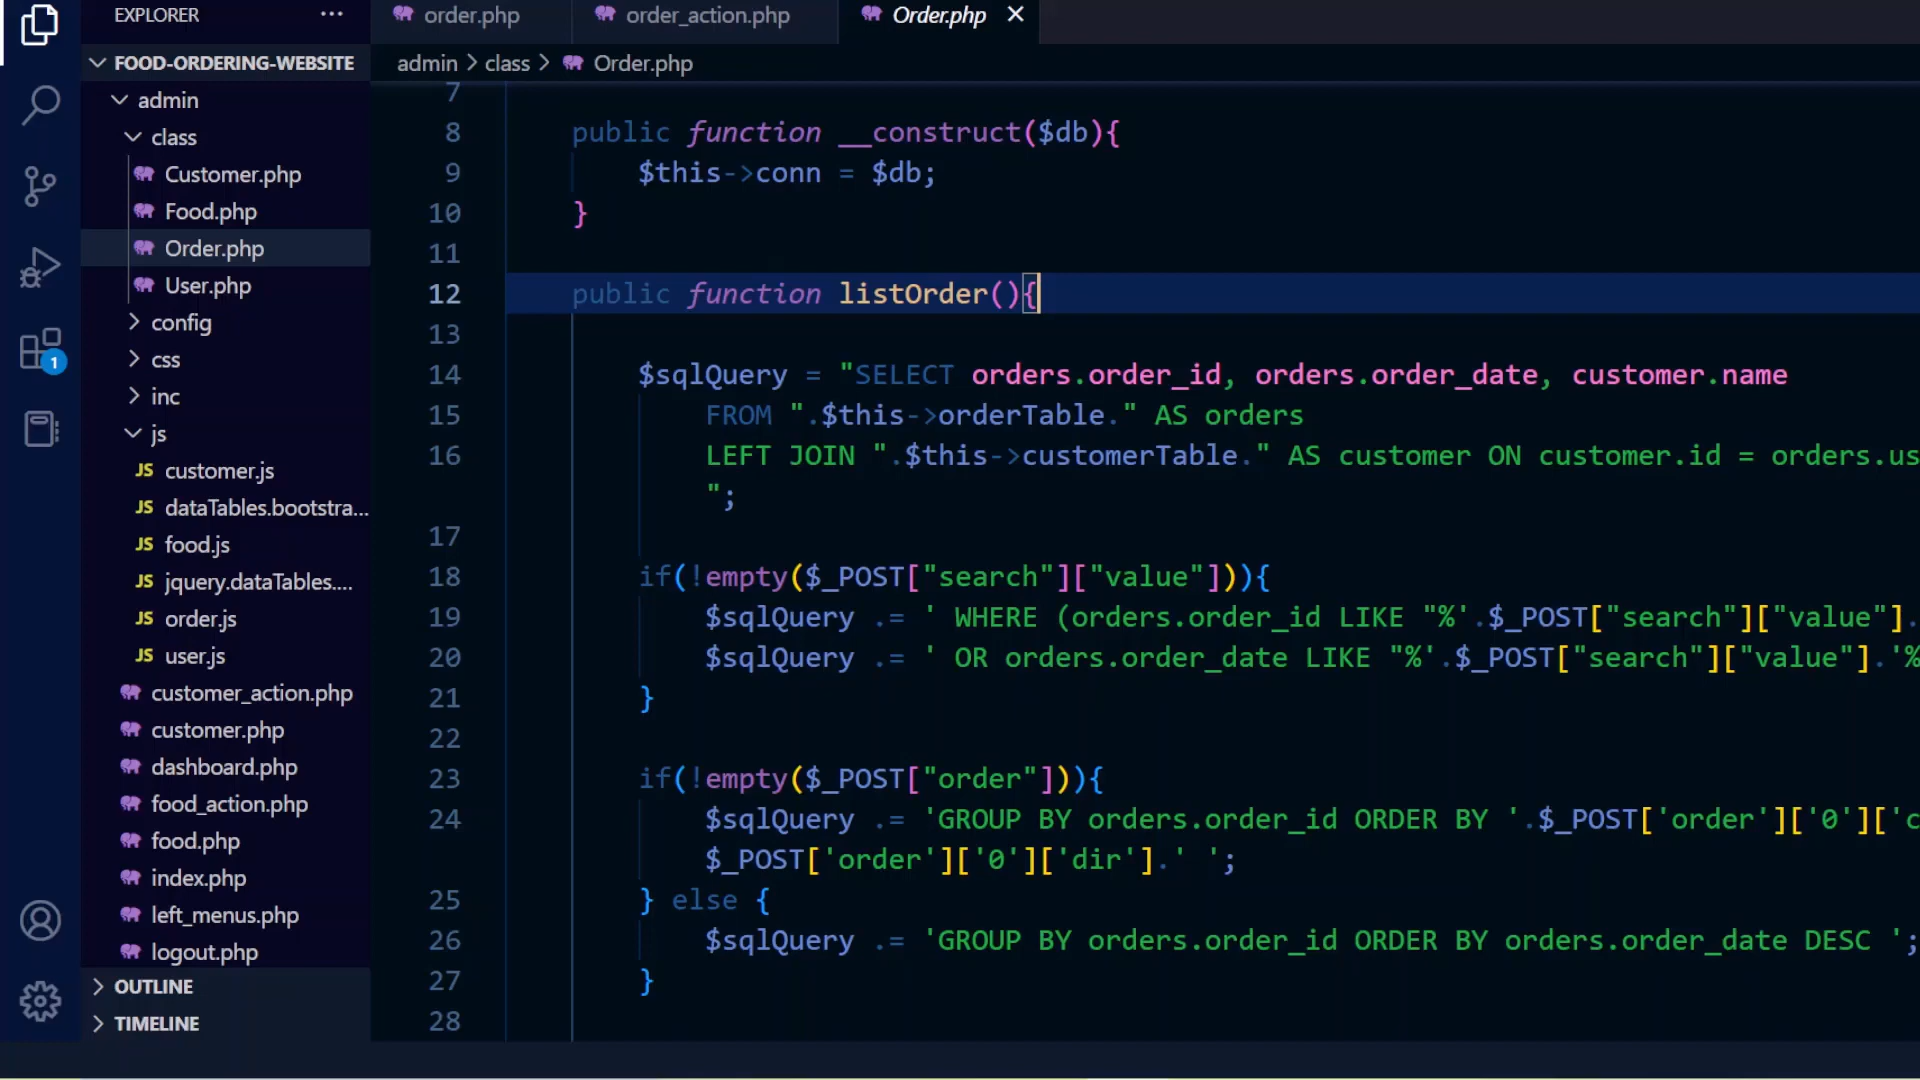 EXPLORER
order.php
order_action.php
Order.php
FOOD-ORDERING-WEBSITE
admin > class > Order.php
admin
class
Customer.php
Food.php
Order.php
User.php
config
css
inc
js
JS customer.js
JS dataTables.bootstra...
JS food.js
JS jquery.dataTables....
JS order.js
JS user.js
customer_action.php
customer.php
dashboard.php
food_action.php
food.php
index.php
left_menus.php
logout.php
OUTLINE
TIMELINE
1
7
8 public function __construct($db){
9 $this->conn = $db;
10 }
11
12 public function listOrder(){
13
14 $sqlQuery = "SELECT orders.order_id, orders.order_date, customer.name
15 FROM ".$this->orderTable." AS orders
16 LEFT JOIN ".$this->customerTable." AS customer ON customer.id = orders.us
";
17
18 if(!empty($_POST["search"]["value"])){
19 $sqlQuery .= ' WHERE (orders.order_id LIKE "%'.$_POST["search"]["value"].
20 $sqlQuery .= ' OR orders.order_date LIKE "%'.$_POST["search"]["value"].'%
21 }
22
23 if(!empty($_POST["order"])){
24 $sqlQuery .= 'GROUP BY orders.order_id ORDER BY '.$_POST['order']['0']['c
$_POST['order']['0']['dir'].' ';
25 } else {
26 $sqlQuery .= 'GROUP BY orders.order_id ORDER BY orders.order_date DESC ';
27 }
28